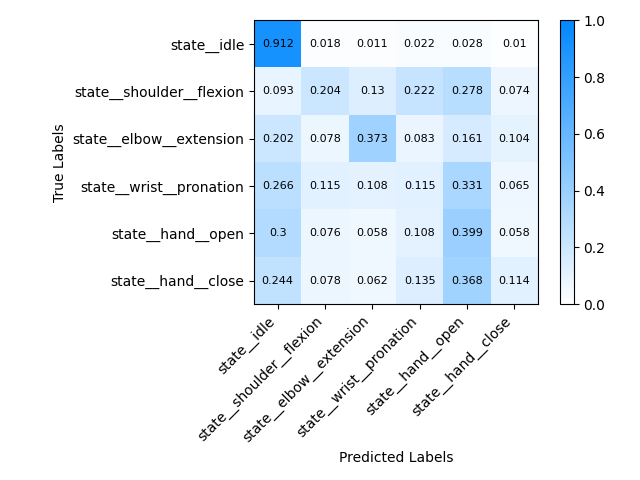 state__idle 0.912 0.018 0.011 0.022 0.028 0.01
state__shoulder__flexion 0.093 0.204 0.13 0.222 0.278 0.074
state__elbow__extension 0.202 0.078 0.373 0.083 0.161 0.104
state__wrist__pronation 0.266 0.115 0.108 0.115 0.331 0.065
state__hand__open 0.3 0.076 0.058 0.108 0.399 0.058
state__hand__close 0.244 0.078 0.062 0.135 0.368 0.114
True Labels
state__idle
state__shoulder__flexion
state__elbow__extension
state__wrist__pronation
state__hand__open
state__hand__close
Predicted Labels
1.0
0.8
0.6
0.4
0.2
0.0